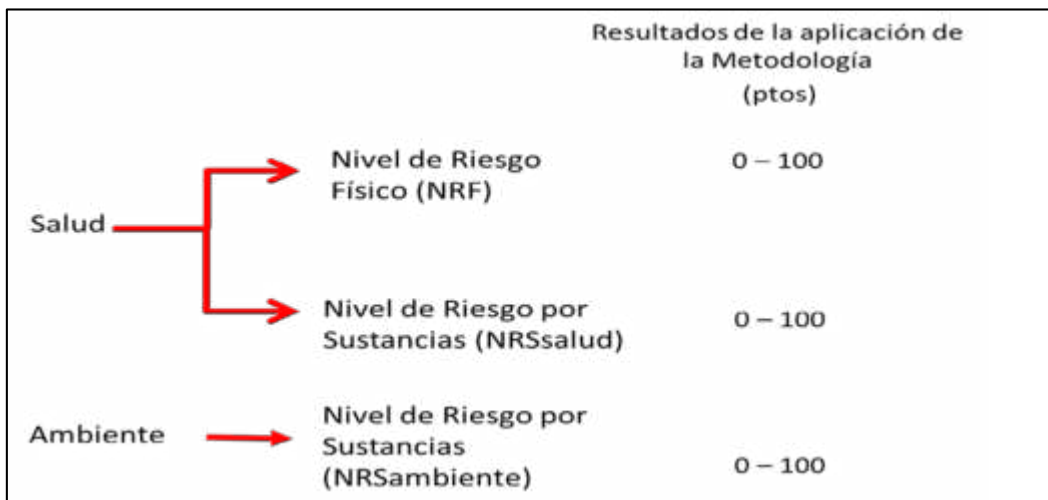 Resultados de la aplicación de
la Metodología
(ptos)
Nivel de Riesgo
Físico (NRF)
0 – 100
Salud
Nivel de Riesgo por
Sustancias (NRSsalud)
0 – 100
Ambiente
Nivel de Riesgo por
Sustancias
(NRSambiente)
0 – 100